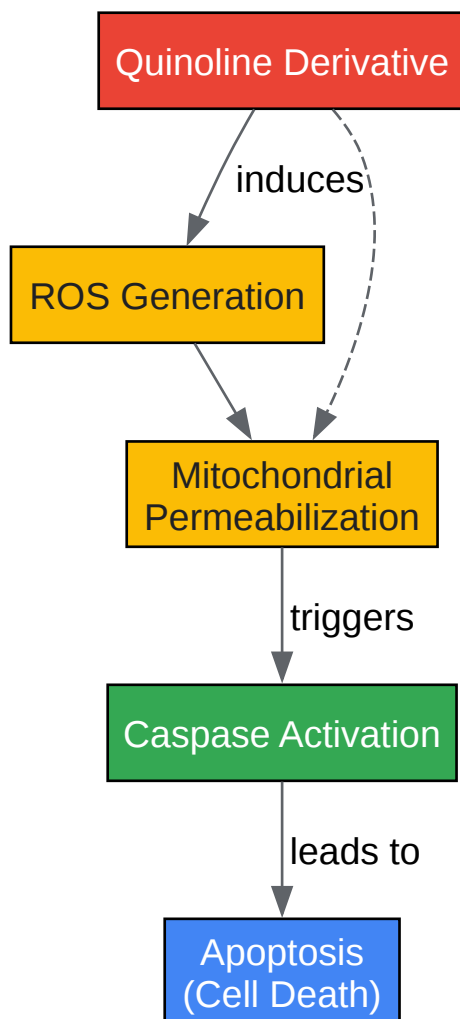 Quinoline Derivative
induces
ROS Generation
Mitochondrial
Permeabilization
triggers
Caspase Activation
leads to
Apoptosis
(Cell Death)